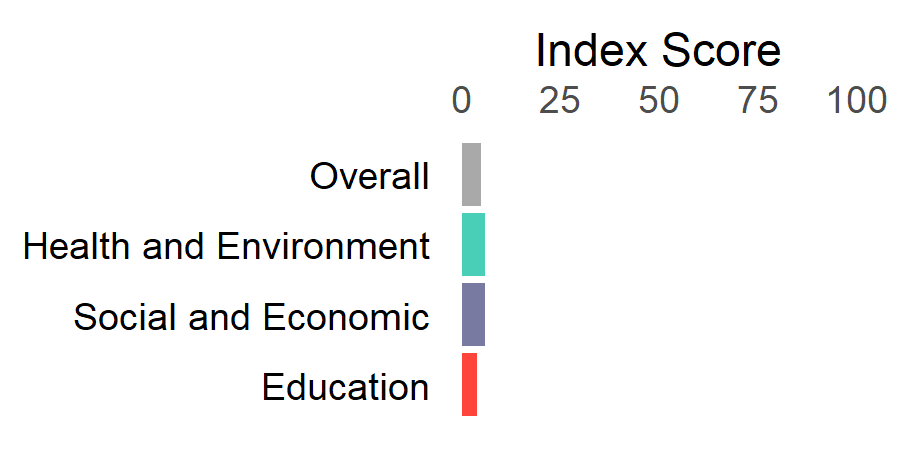 Index Score
0 25 50 75 100
Overall
Health and Environment
Social and Economic
Education